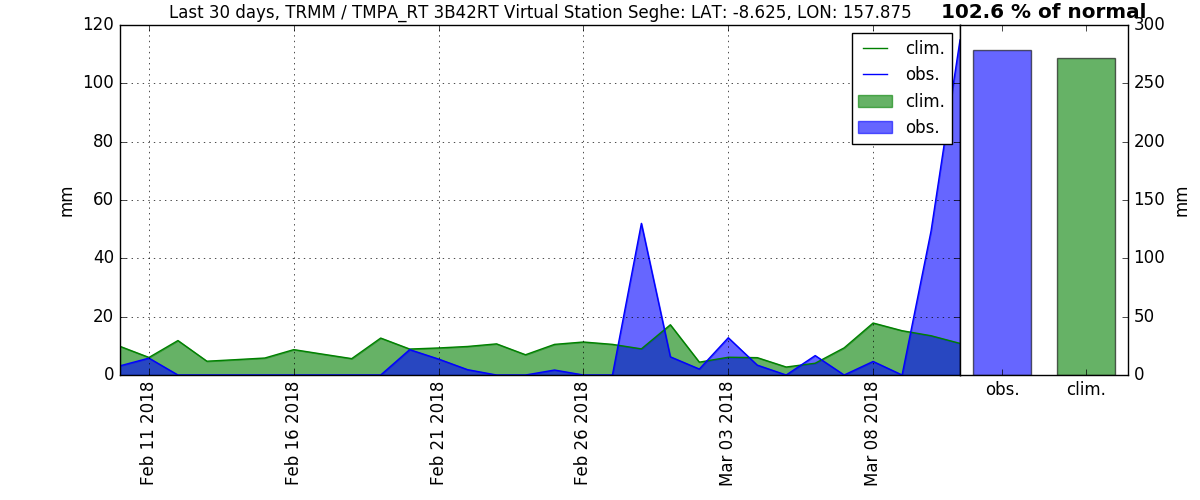 Last 30 days, TRMM / TMPA_RT 3B42RT Virtual Station Seghe: LAT: -8.625, LON: 157.875
102.6 % of normal
120
100
80
60
40
20
0
mm
clim.
obs.
clim.
obs.
300
250
200
150
100
50
0
mm
Feb 11 2018
Feb 16 2018
Feb 21 2018
Feb 26 2018
Mar 03 2018
Mar 08 2018
obs.
clim.